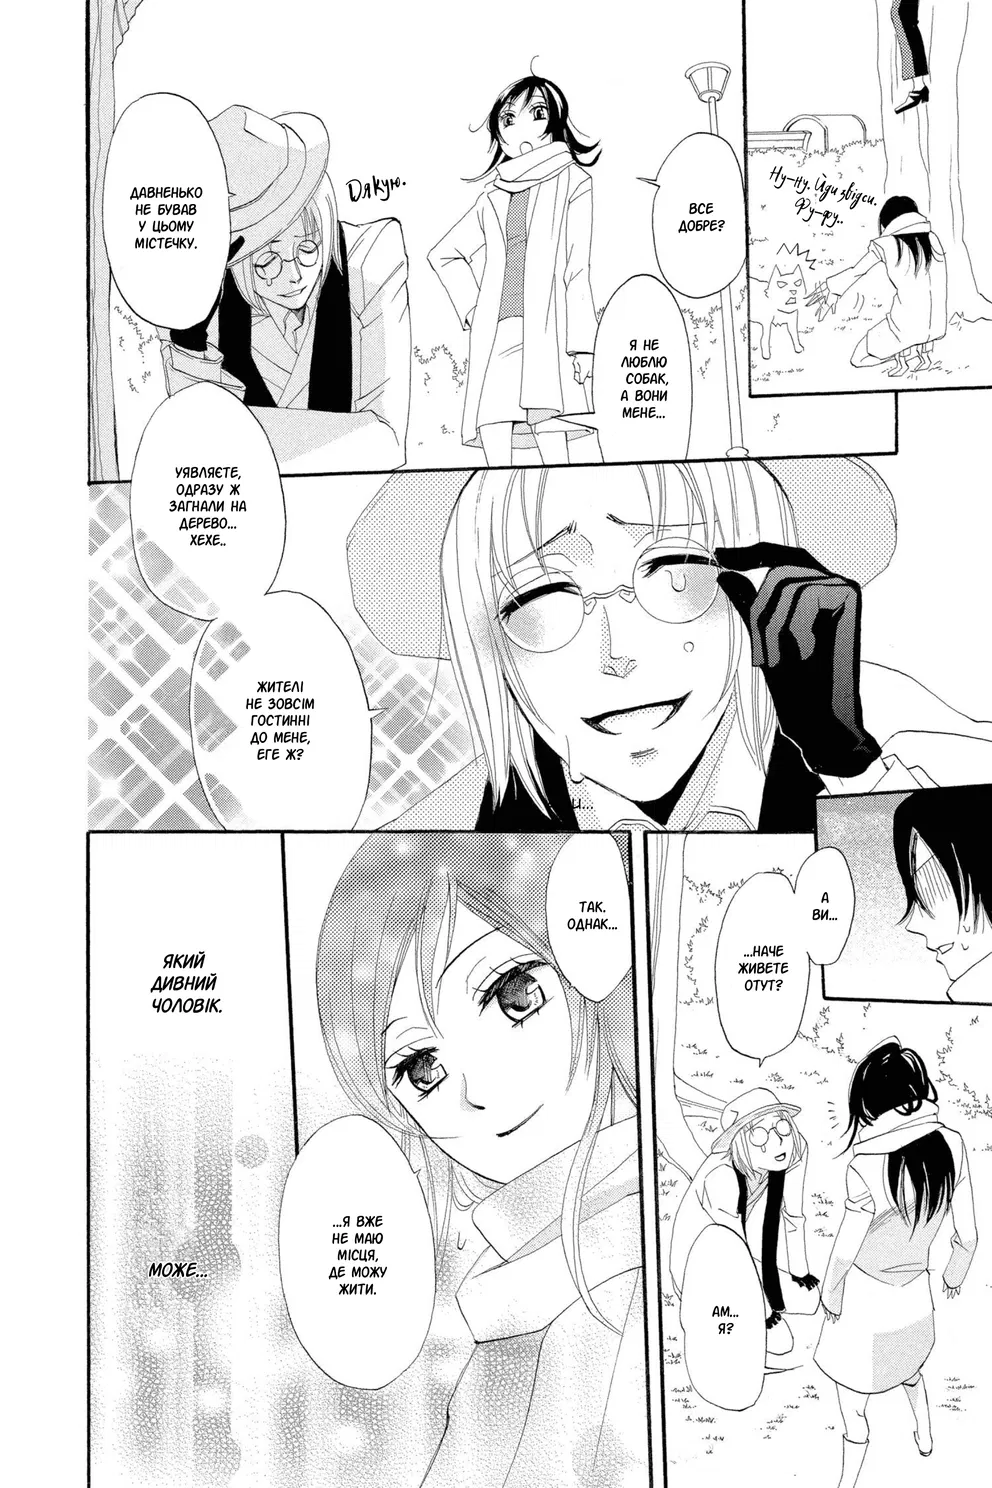 Ну-ну. Йди звідси.
Фу-фу..
ВСЕ
ДОБРЕ?
Я НЕ
ЛЮБЛЮ
СОБАК,
А ВОНИ
МЕНЕ...
Дякую.
ДАВНЕНЬКО
НЕ БУВАВ
У ЦЬОМУ
МІСТЕЧКУ.
УЯВЛЯЄТЕ,
ОДРАЗУ Ж
ЗАГНАЛИ НА
ДЕРЕВО...
ХЕХЕ..
ЖИТЕЛІ
НЕ ЗОВСІМ
ГОСТИННІ
ДО МЕНЕ,
ЕГЕ Ж?
А
ВИ...
...НАЧЕ
ЖИВЕТЕ
ОТУТ?
АМ...
Я?
ТАК.
ОДНАК...
...Я ВЖЕ
НЕ МАЮ
МІСЦЯ,
ДЕ МОЖУ
ЖИТИ.
ЯКИЙ
ДИВНИЙ
ЧОЛОВІК.
МОЖЕ...